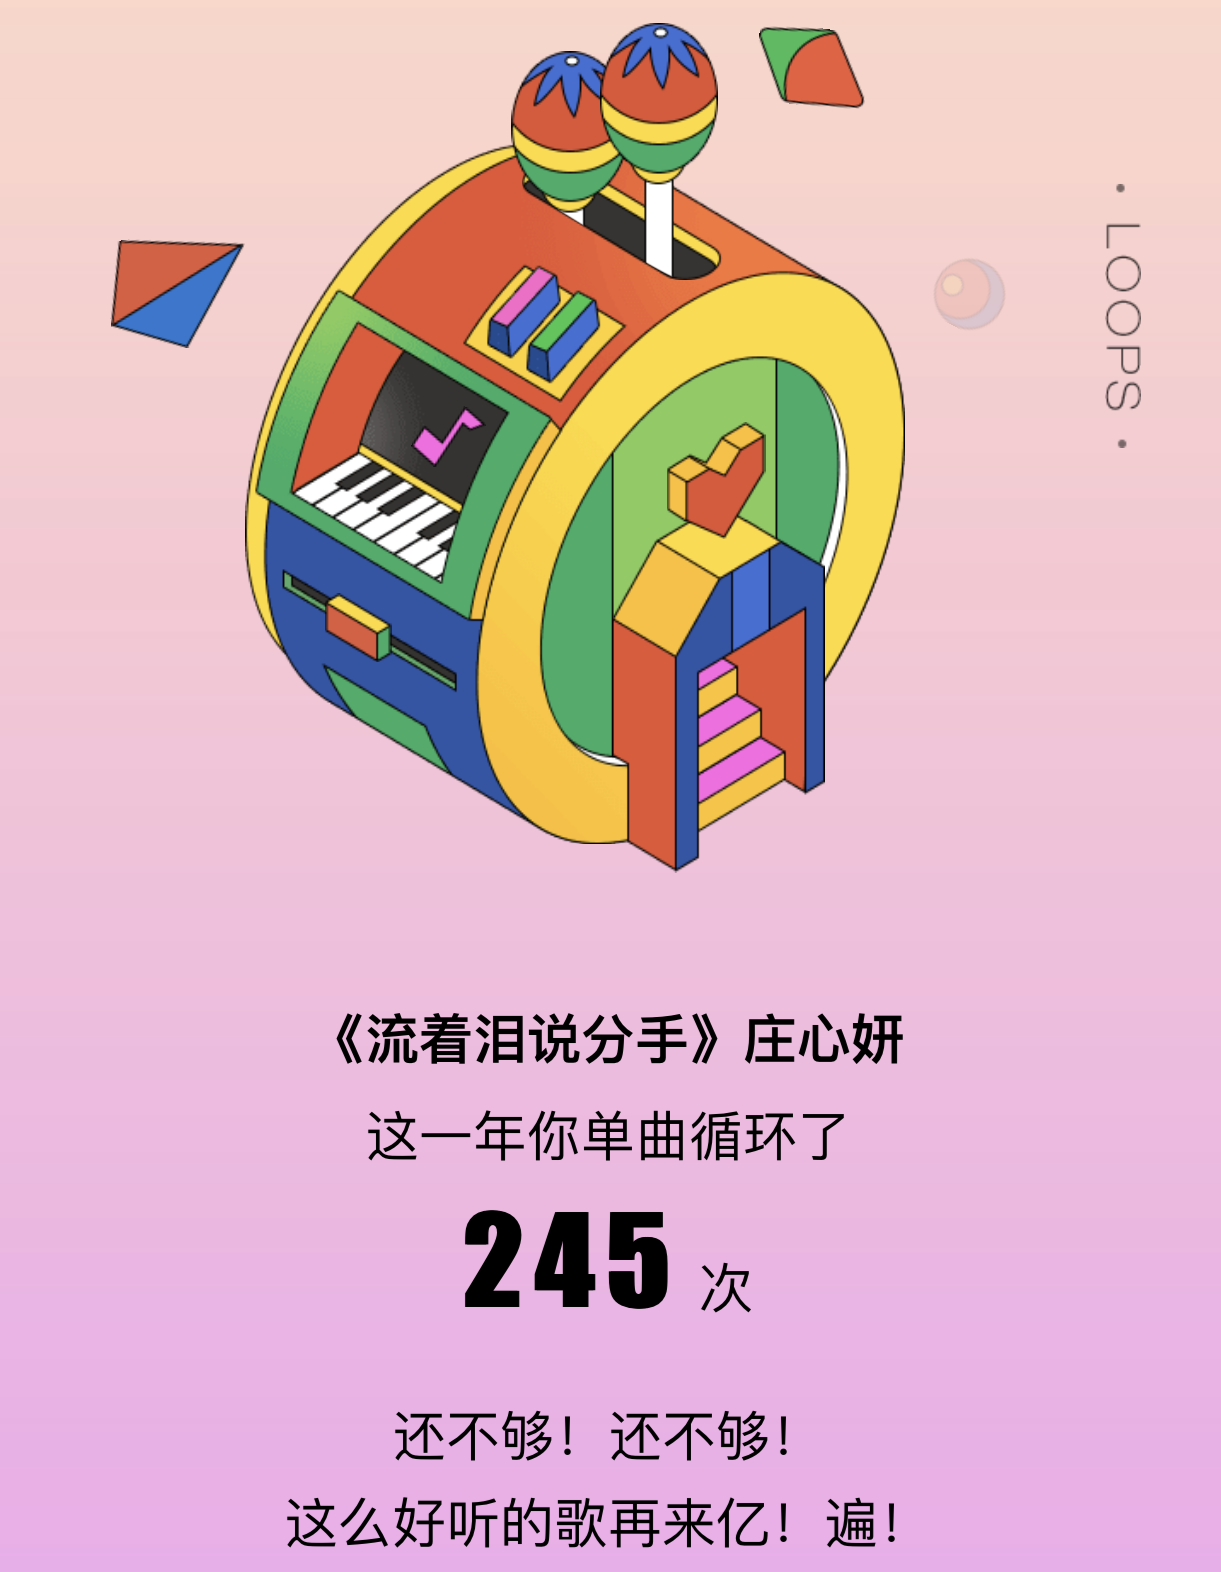 • LOOPS •
《流着泪说分手》庄心妍
这一年你单曲循环了
245 次
还不够！还不够！
这么好听的歌再来亿！遍！